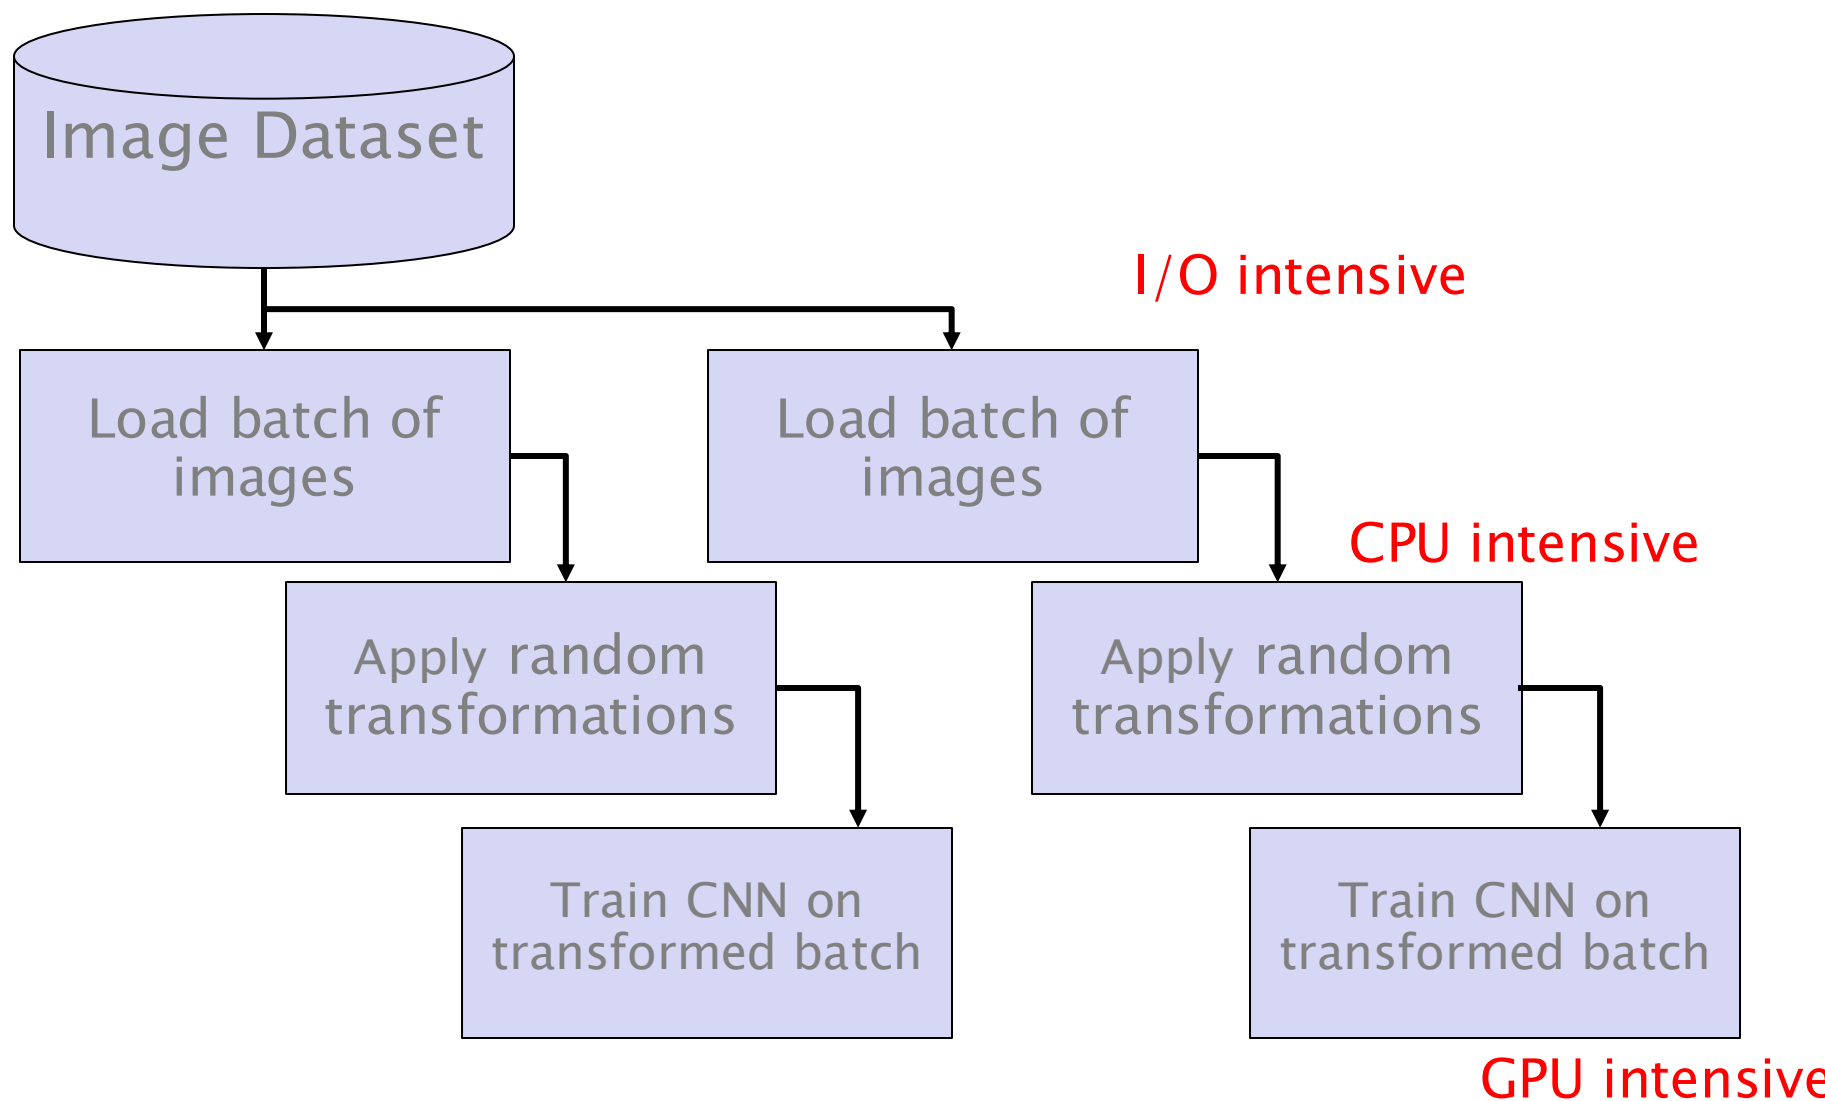 Image Dataset
I/O intensive
Load batch of
images
Load batch of
images
CPU intensive
Apply random
transformations
Apply random
transformations
Train CNN on
transformed batch
Train CNN on
transformed batch
GPU intensive